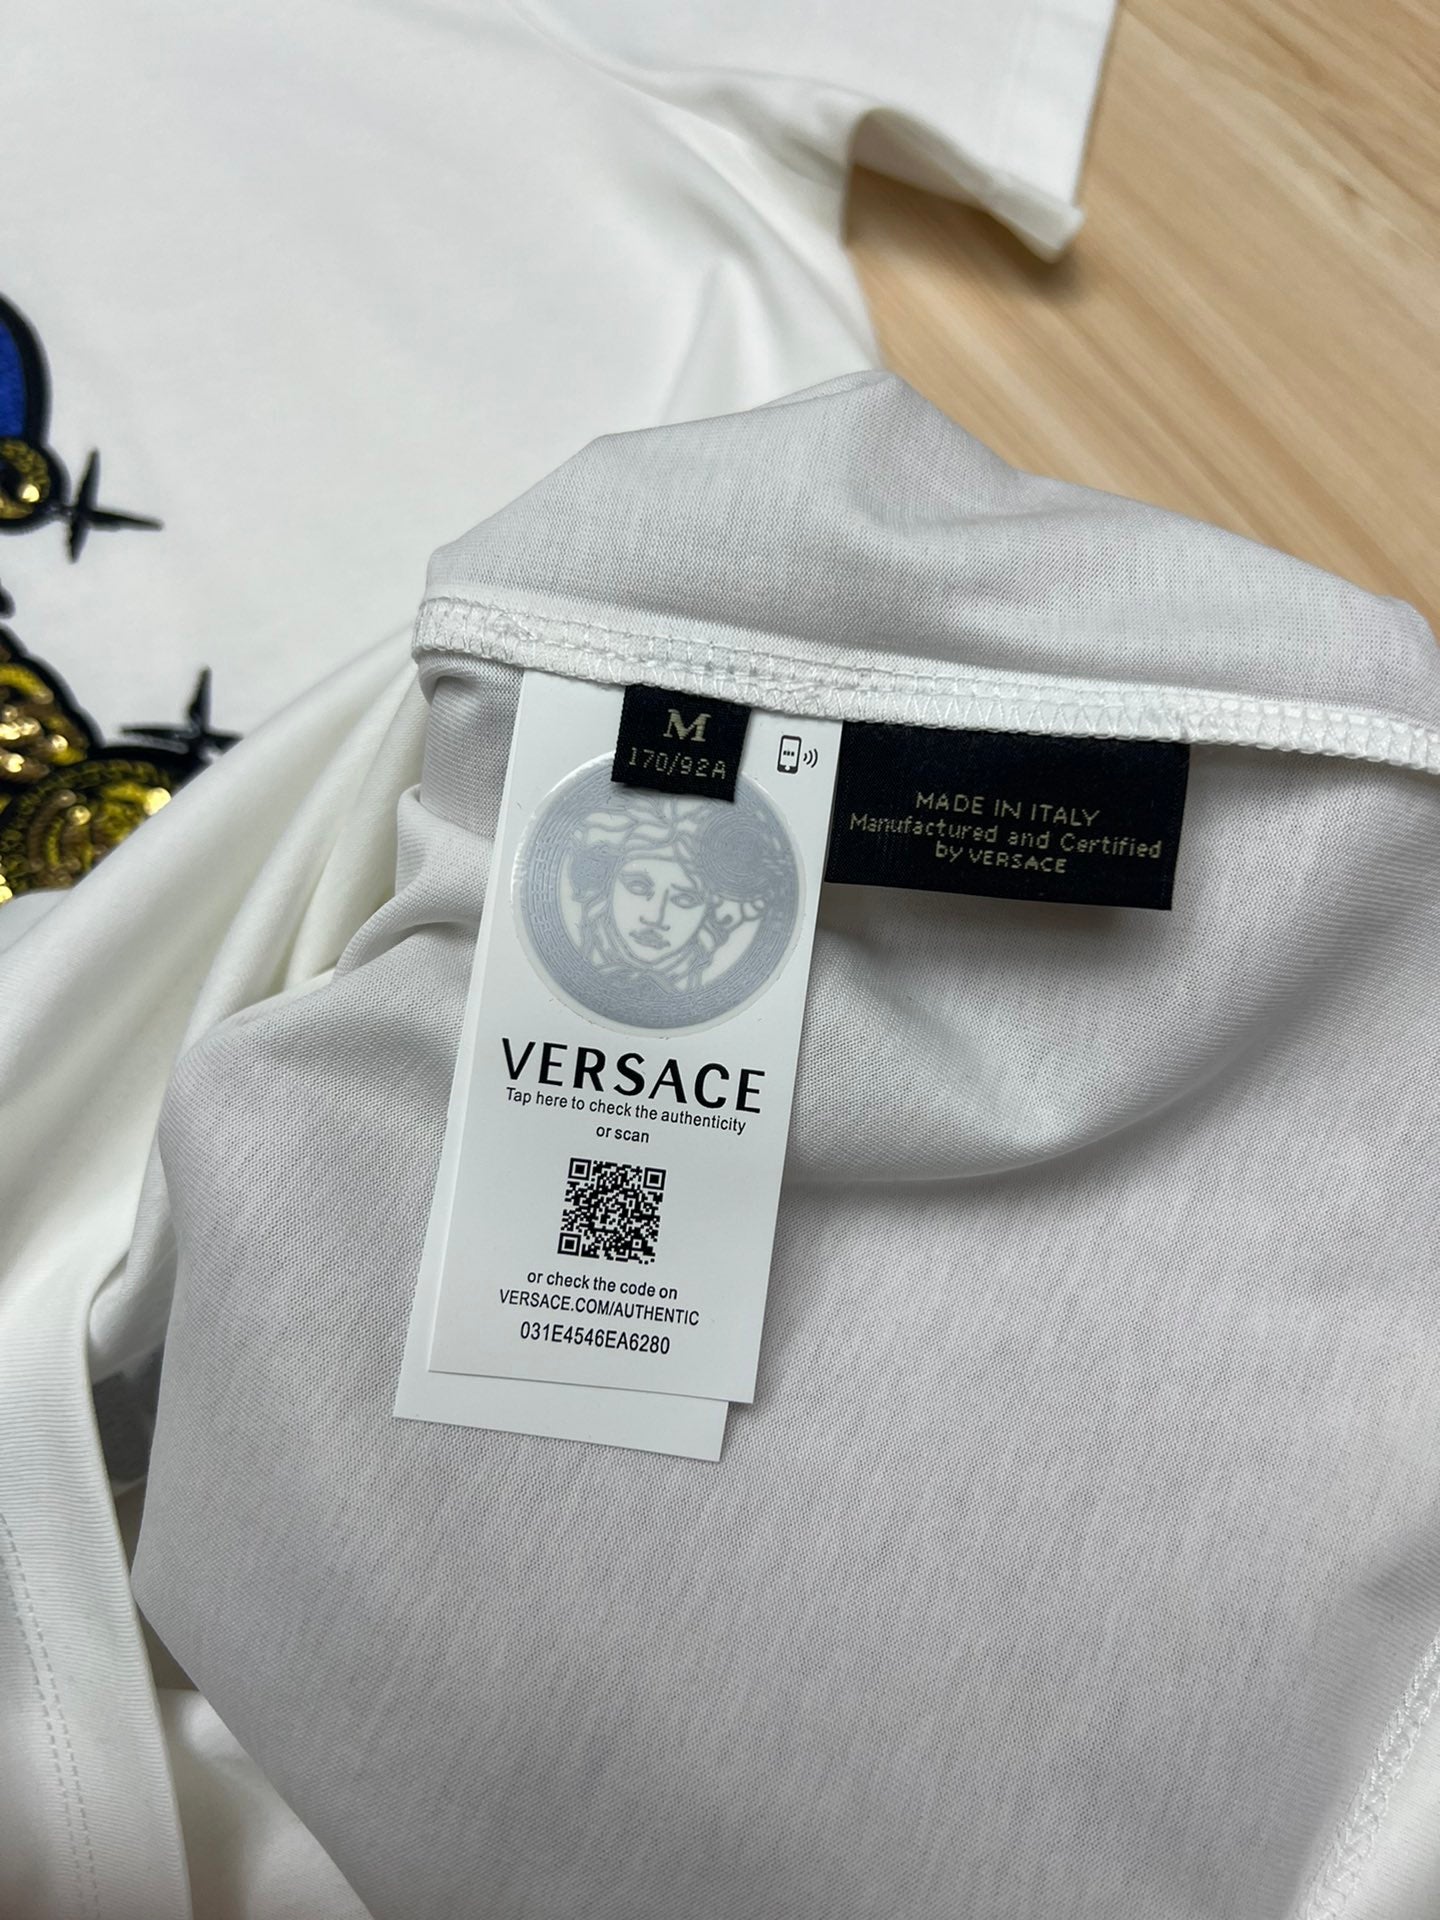 M
170/92A
MADE IN ITALY
Manufactured and Certified
by VERSACE
VERSACE
Tap here to check the authenticity
or scan
or check the code on
VERSACE.COM/AUTHENTIC
031E4546EA6280